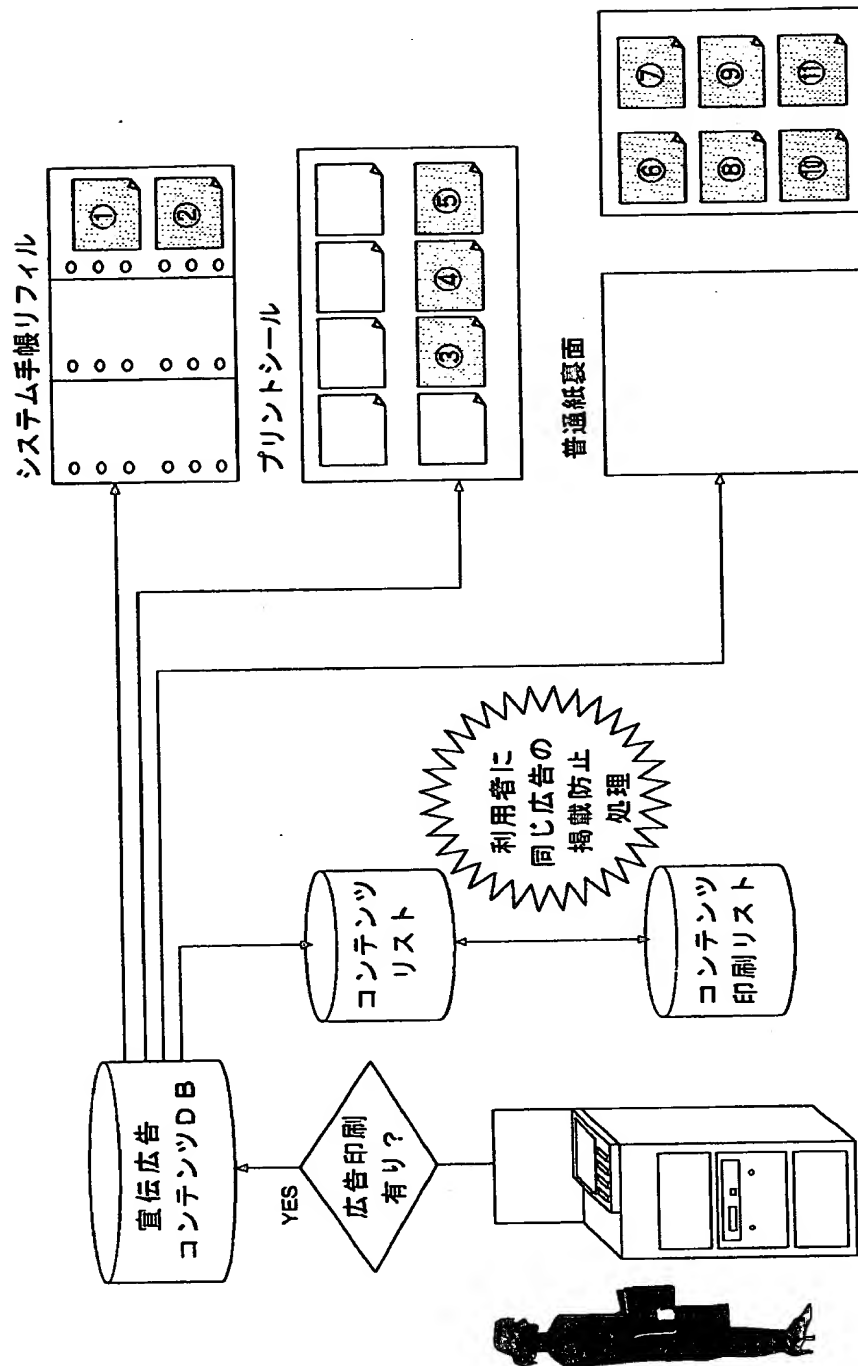 宣伝広告
コンテンツDB
YES
広告印刷
有り?
コンテンツ
リスト
コンテンツ
印刷リスト
利用者に
同じ広告の
掲載防止
処理
システム手帳リフィル
①
②
プリントシール
③
④
⑤
普通紙裏面
⑥
⑦
⑧
⑨
⑩
⑪